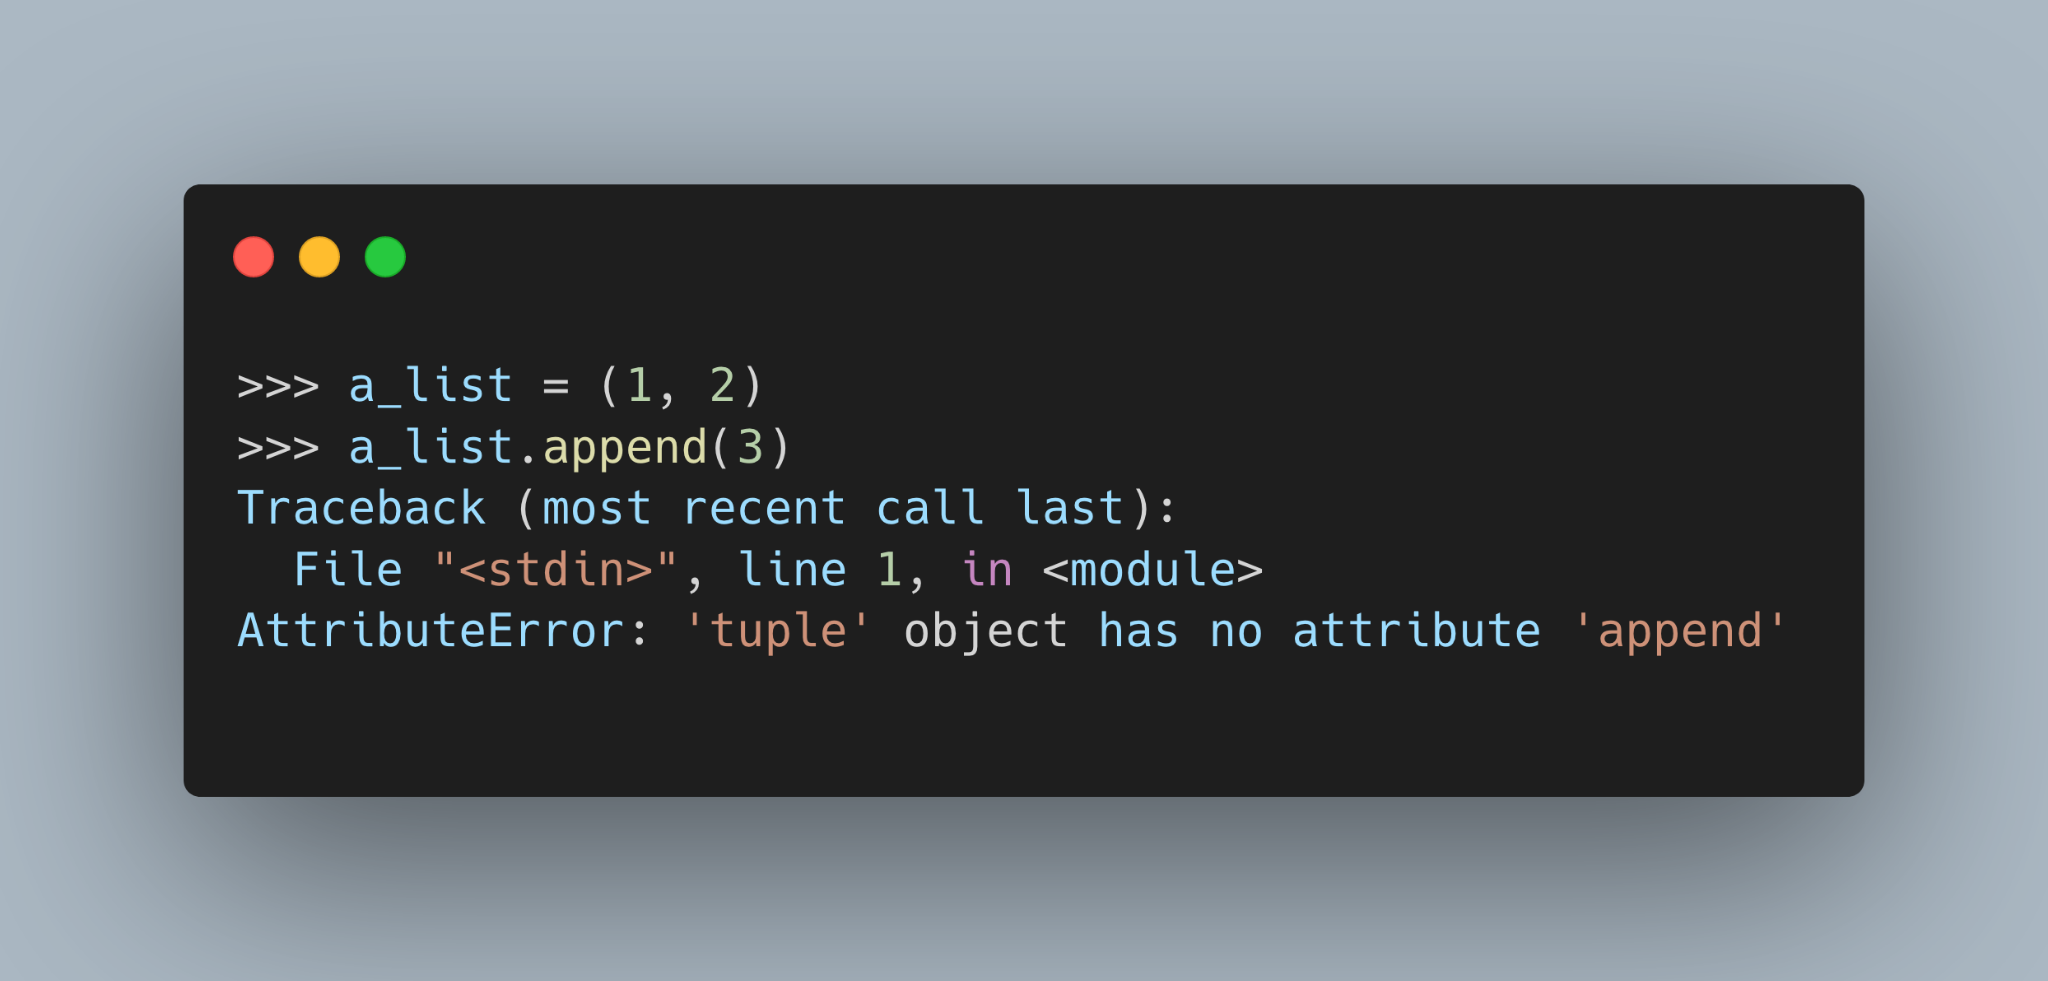 >>> a_list = (1, 2)
>>> a_list.append(3)
Traceback (most recent call last):
  File "<stdin>", line 1, in <module>
AttributeError: 'tuple' object has no attribute 'append'